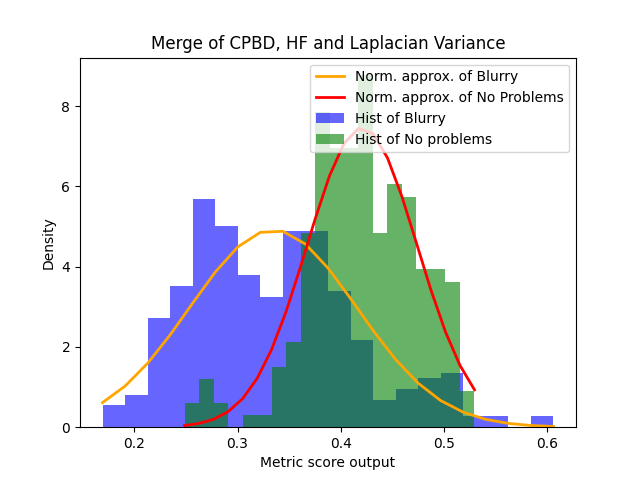 Merge of CPBD, HF and Laplacian Variance
Norm. approx. of Blurry
Norm. approx. of No Problems
Hist of Blurry
Hist of No problems
8
6
4
2
0
Density
0.2 0.3 0.4 0.5 0.6
Metric score output